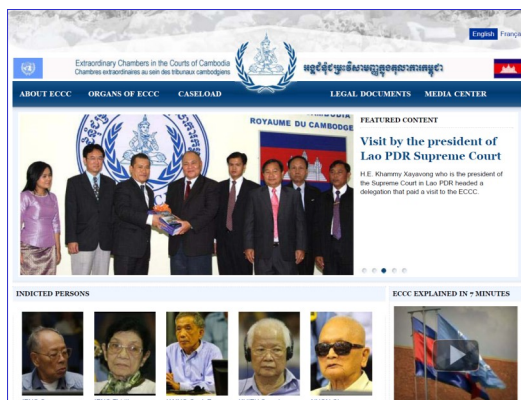 English França
Extraordinary Chambers in the Courts of Cambodia
Chambres extraordinaires au sein des tribunaux cambodgiens
អង្គជំនុំជម្រះវិសាមញ្ញក្នុងតុលាការកម្ពុជា
ABOUT ECCC ORGANS OF ECCC CASELOAD LEGAL DOCUMENTS MEDIA CENTER
ROYAUME DU CAMBODGE
FEATURED CONTENT
Visit by the president of
Lao PDR Supreme Court
H.E. Khammy Xayavong who is the president of
the Supreme Court in Lao PDR headed a
delegation that paid a visit to the ECCC.
INDICTED PERSONS
ECCC EXPLAINED IN 7 MINUTES